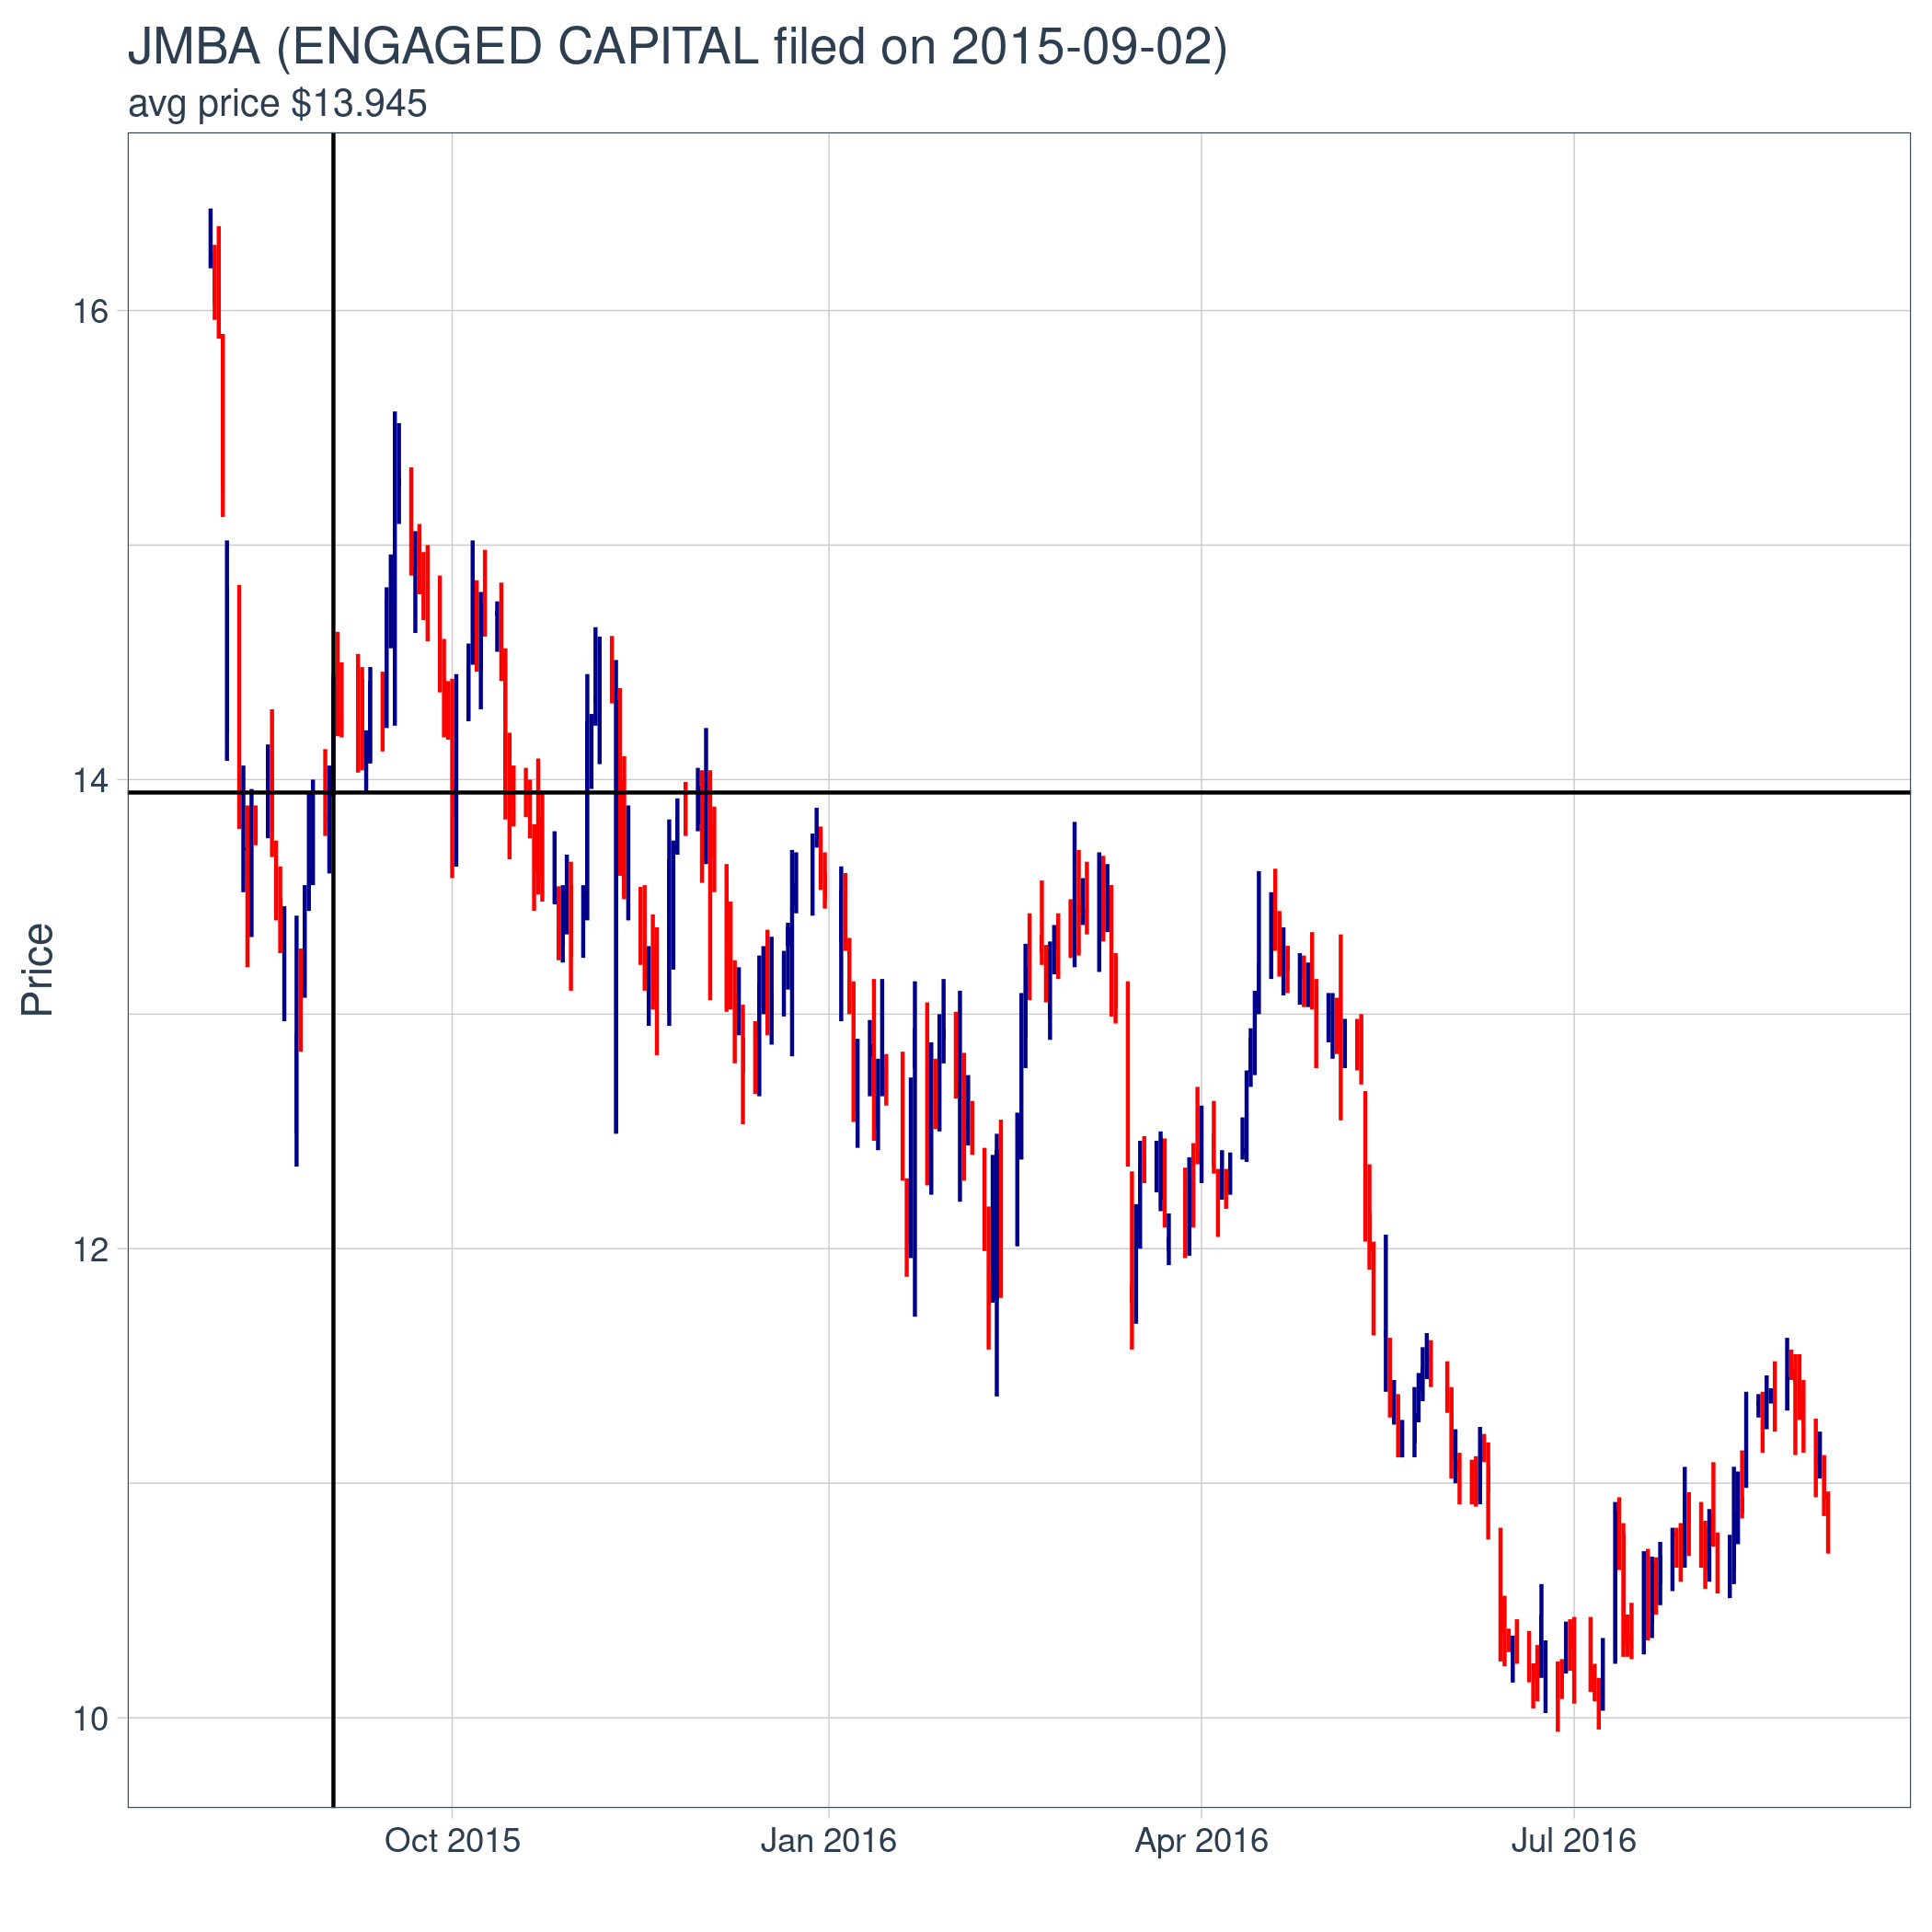 JMBA (ENGAGED CAPITAL filed on 2015-09-02)
avg price $13.945
16
14
12
10
Price
Oct 2015
Jan 2016
Apr 2016
Jul 2016